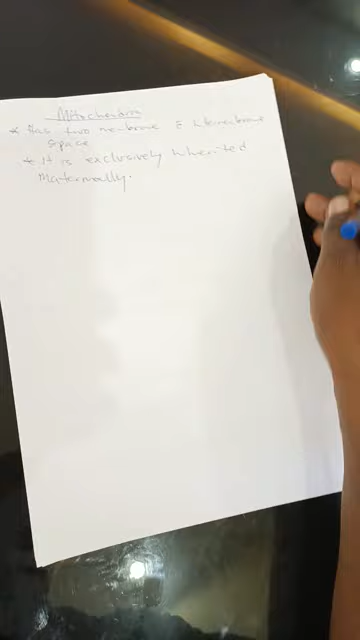 Mitochondria
* Has two membrane & intermembrane
space
* It is exclusively inherited
Maternally.